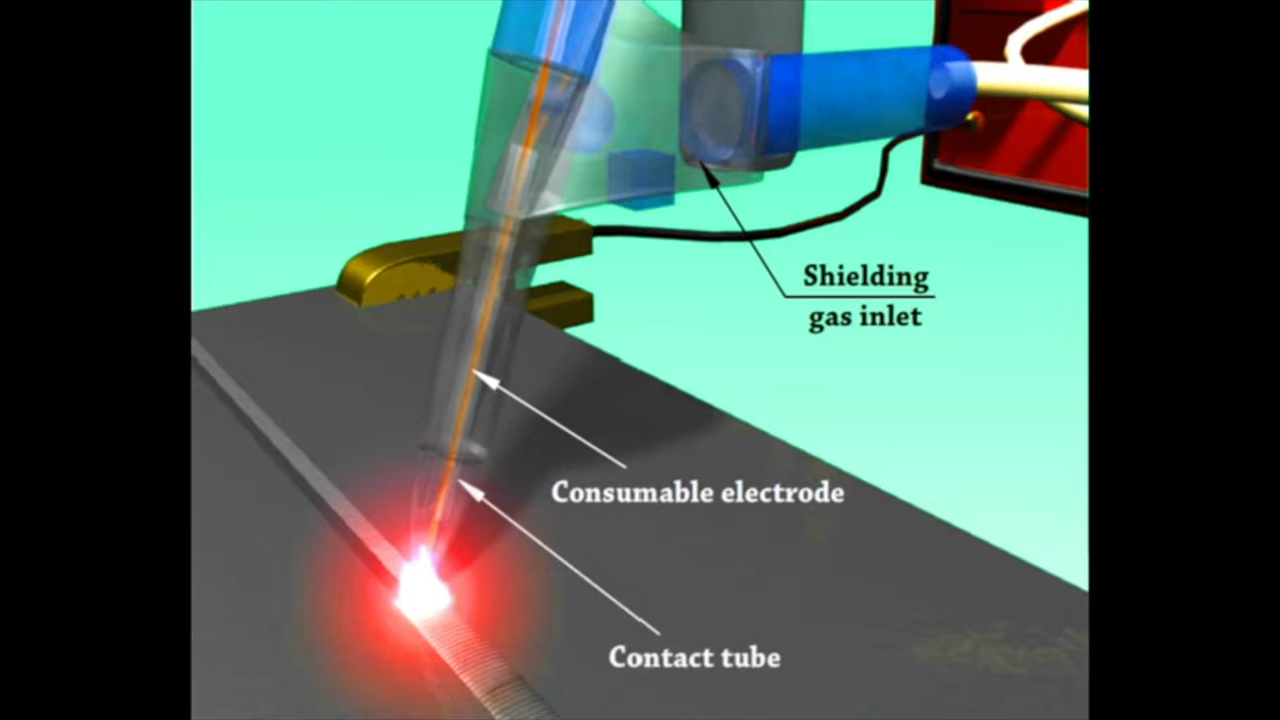 Shielding
gas inlet
Consumable electrode
Contact tube